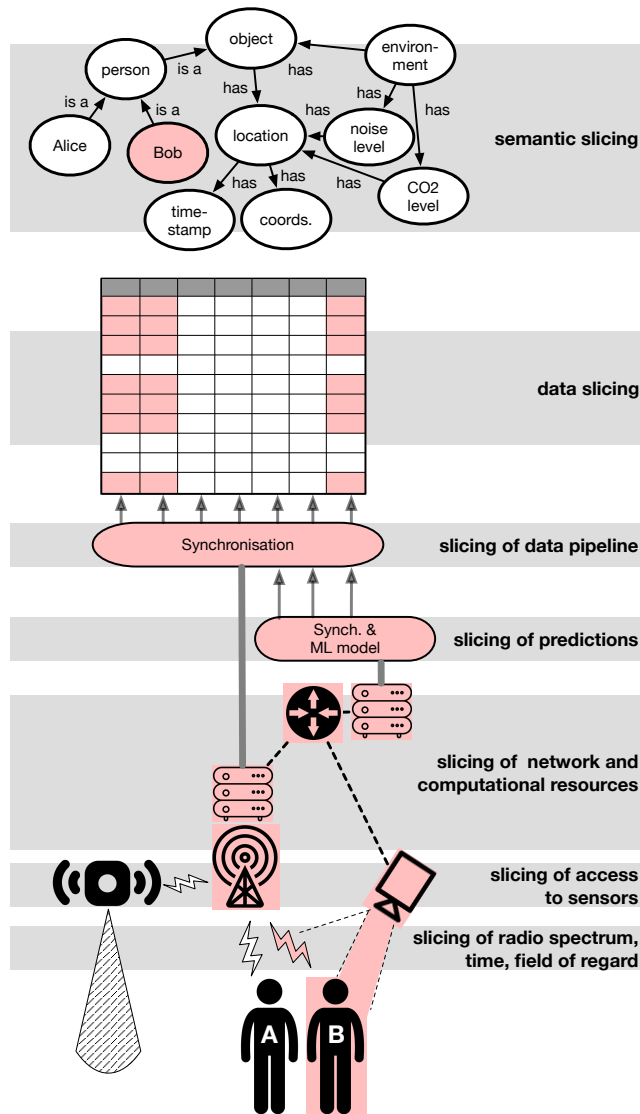 object
environ-
ment
person
is a
has
has
is a
is a
has
has
has
Alice
Bob
location
noise
level
semantic slicing
has
has
has
CO2
level
time-
stamp
coords.
data slicing
Synchronisation
slicing of data pipeline
Synch. &
ML model
slicing of predictions
slicing of  network and
computational resources
slicing of access
to sensors
slicing of radio spectrum,
time, field of regard
A
B